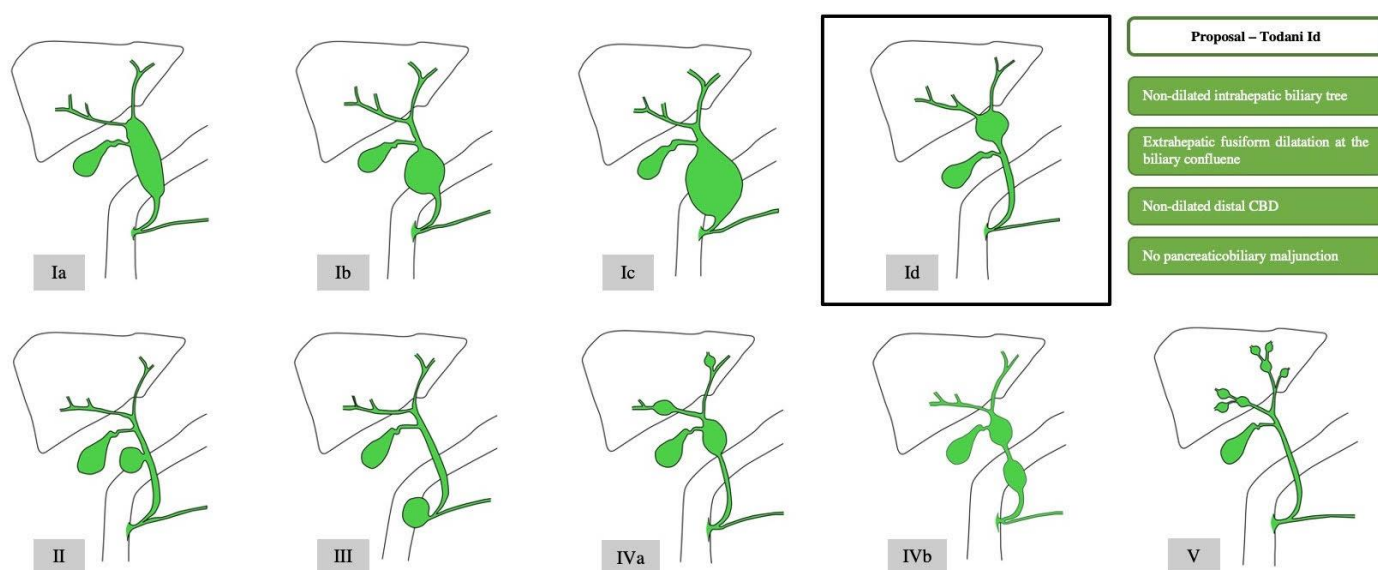 Proposal – Todani Id
Non-dilated intrahepatic biliary tree
Extrahepatic fusiform dilatation at the
biliary confluene
Non-dilated distal CBD
No pancreaticobiliary maljunction
Ia
Ib
Ic
Id
II
III
IVa
IVb
V